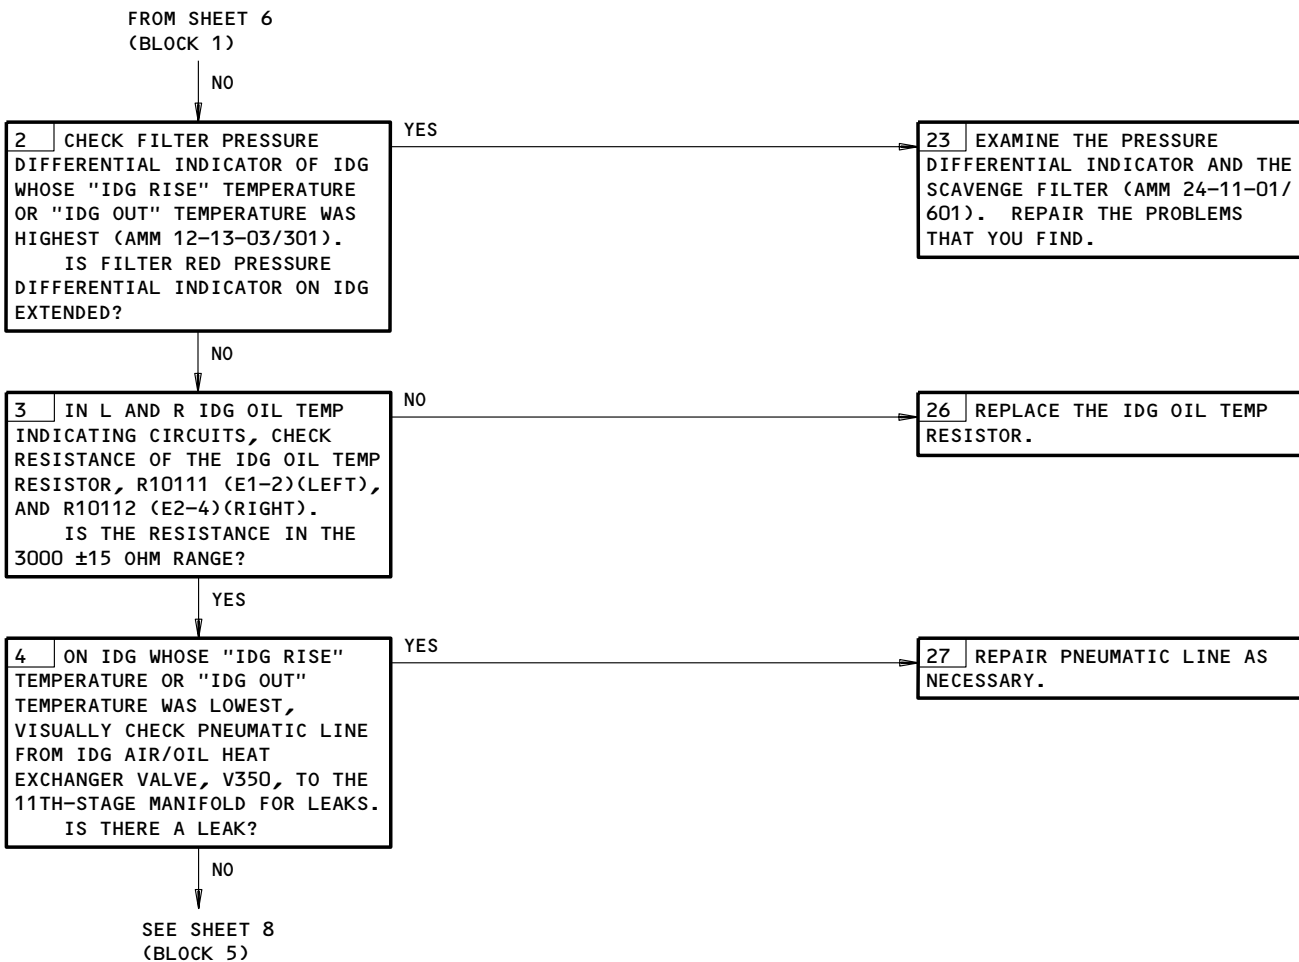 FROM SHEET 6
(BLOCK 1)
NO
2 CHECK FILTER PRESSURE
DIFFERENTIAL INDICATOR OF IDG
WHOSE "IDG RISE" TEMPERATURE
OR "IDG OUT" TEMPERATURE WAS
HIGHEST (AMM 12-13-03/301).
IS FILTER RED PRESSURE
DIFFERENTIAL INDICATOR ON IDG
EXTENDED?
YES
23 EXAMINE THE PRESSURE
DIFFERENTIAL INDICATOR AND THE
SCAVENGE FILTER (AMM 24-11-01/
601). REPAIR THE PROBLEMS
THAT YOU FIND.
NO
3 IN L AND R IDG OIL TEMP
INDICATING CIRCUITS, CHECK
RESISTANCE OF THE IDG OIL TEMP
RESISTOR, R10111 (E1-2)(LEFT),
AND R10112 (E2-4)(RIGHT).
IS THE RESISTANCE IN THE
3000 ±15 OHM RANGE?
NO
26 REPLACE THE IDG OIL TEMP
RESISTOR.
YES
4 ON IDG WHOSE "IDG RISE"
TEMPERATURE OR "IDG OUT"
TEMPERATURE WAS LOWEST,
VISUALLY CHECK PNEUMATIC LINE
FROM IDG AIR/OIL HEAT
EXCHANGER VALVE, V350, TO THE
11TH-STAGE MANIFOLD FOR LEAKS.
IS THERE A LEAK?
YES
27 REPAIR PNEUMATIC LINE AS
NECESSARY.
NO
SEE SHEET 8
(BLOCK 5)